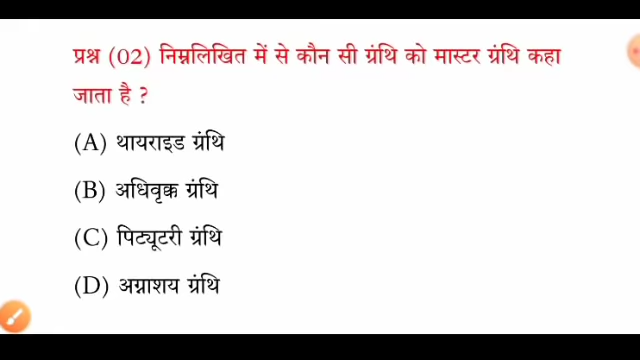 प्रश्न (02) निम्नलिखित में से कौन सी ग्रंथि को मास्टर ग्रंथि कहा
जाता है ?
(A) थायराइड ग्रंथि
(B) अधिवृक्क ग्रंथि
(C) पिट्यूटरी ग्रंथि
(D) अग्नाशय ग्रंथि